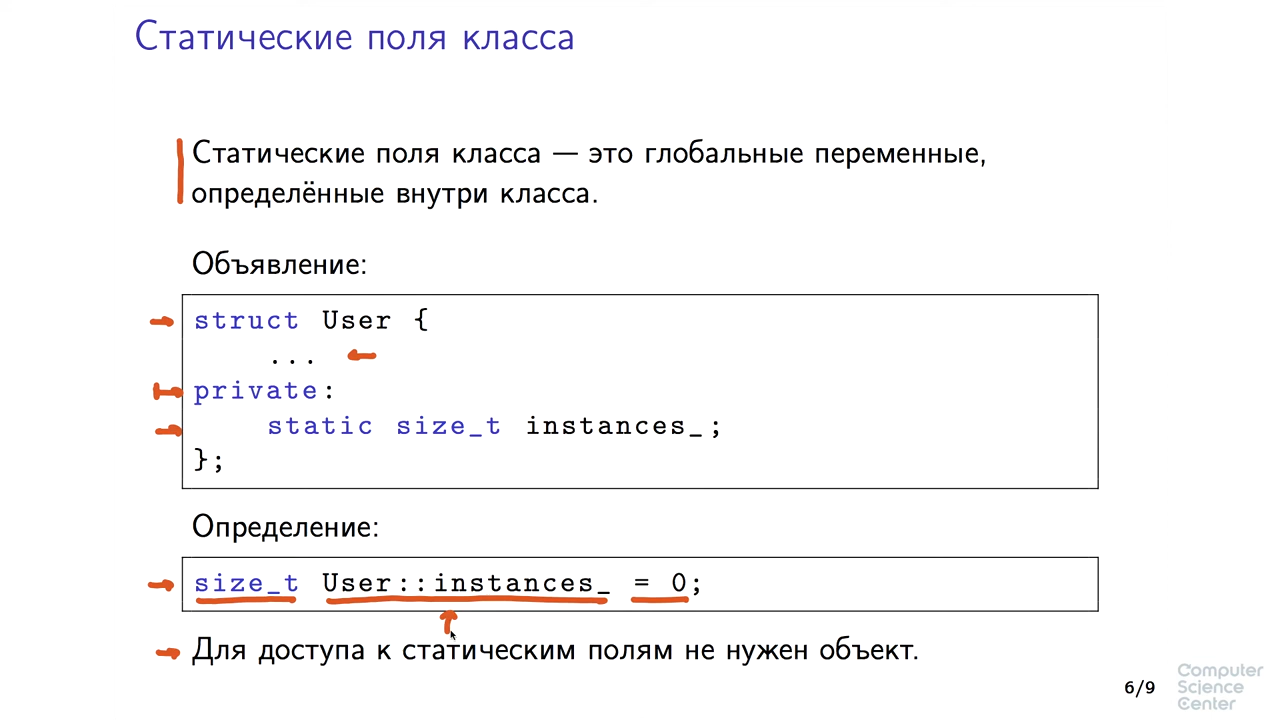 Статические поля класса
Статические поля класса — это глобальные переменные,
определённые внутри класса.
Объявление:
struct User {
...
private:
static size_t instances_;
};
Определение:
size_t User::instances_ = 0;
Для доступа к статическим полям не нужен объект.
6/9
Computer
Science
Center